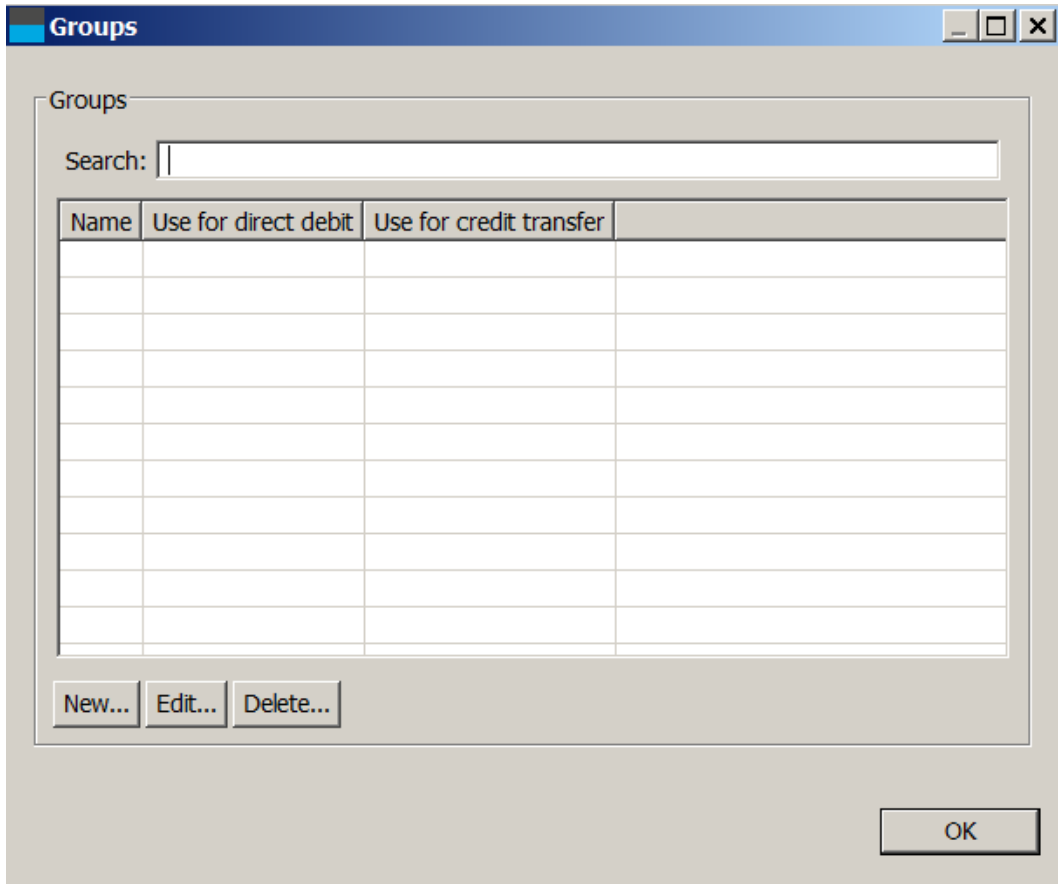 Groups
Groups
Search:
Name Use for direct debit Use for credit transfer
New... Edit... Delete...
OK